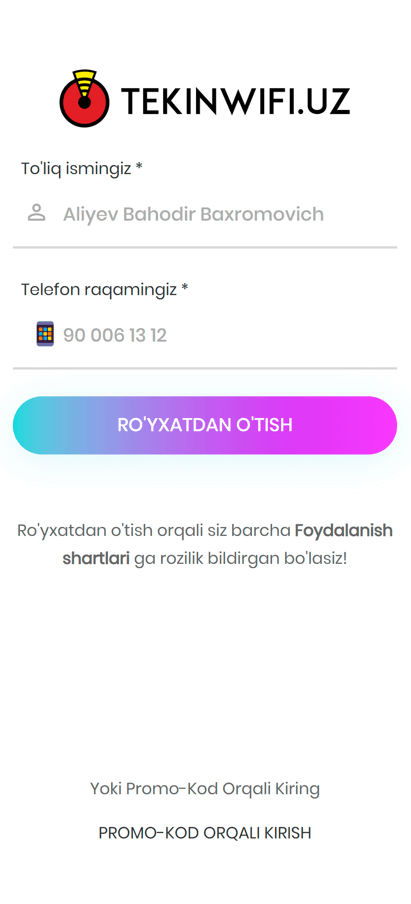 TEKINWIFI.UZ
To'liq ismingiz *
Aliyev Bahodir Baxromovich
Telefon raqamingiz *
90 006 13 12
RO'YXATDAN O'TISH
Ro'yxatdan o'tish orqali siz barcha Foydalanish
shartlari ga rozilik bildirgan bo'lasiz!
Yoki Promo-Kod Orqali Kiring
PROMO-KOD ORQALI KIRISH